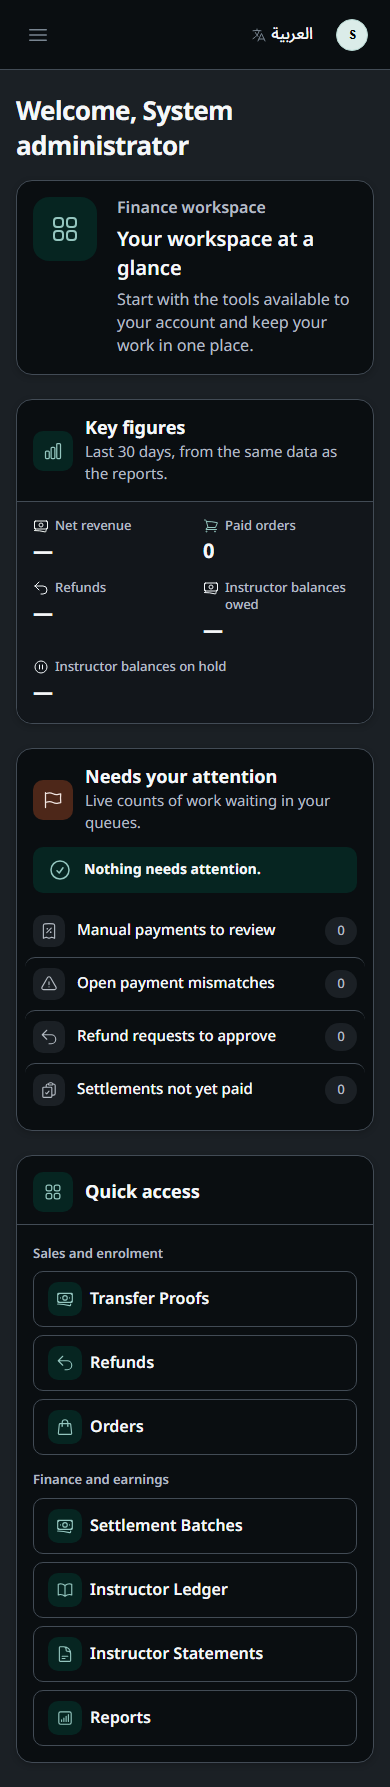 العربية
S
Welcome, System
administrator
Finance workspace
Your workspace at a
glance
Start with the tools available to
your account and keep your
work in one place.
Key figures
Last 30 days, from the same data as
the reports.
Net revenue
—
Paid orders
0
Refunds
—
Instructor balances
owed
—
Instructor balances on hold
—
Needs your attention
Live counts of work waiting in your
queues.
Nothing needs attention.
Manual payments to review 0
Open payment mismatches 0
Refund requests to approve 0
Settlements not yet paid 0
Quick access
Sales and enrolment
Transfer Proofs
Refunds
Orders
Finance and earnings
Settlement Batches
Instructor Ledger
Instructor Statements
Reports